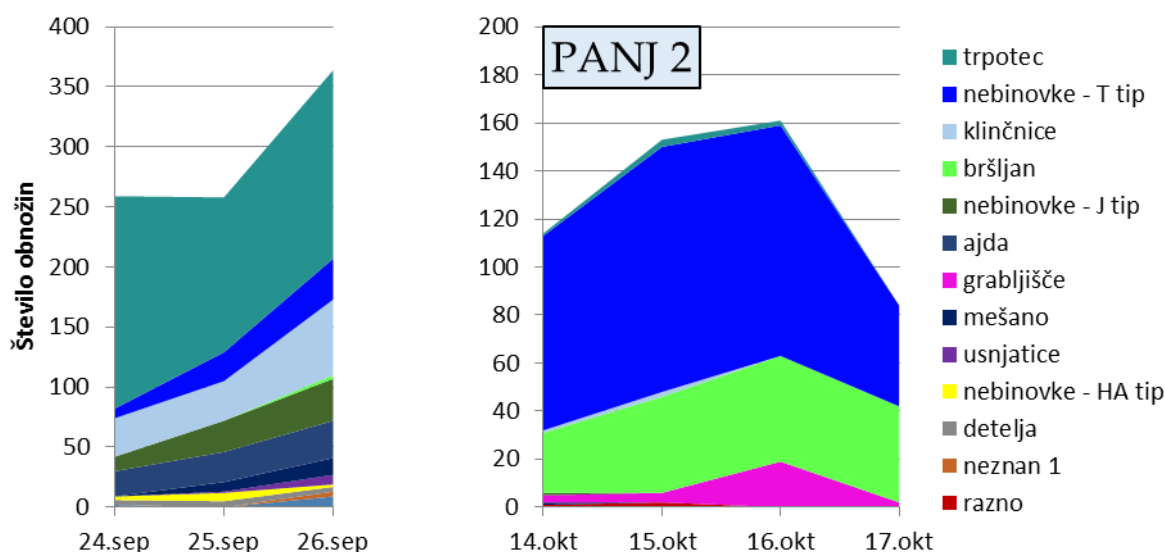 Število obnožin
400
350
300
250
200
150
100
50
0
24.sep
25.sep
26.sep
PANJ 2
200
180
160
140
120
100
80
60
40
20
0
14.okt
15.okt
16.okt
17.okt
trpotec
nebinovke - T tip
klinčnice
bršljan
nebinovke - J tip
ajda
grabljišče
mešano
usnjatice
nebinovke - HA tip
detelja
neznan 1
razno